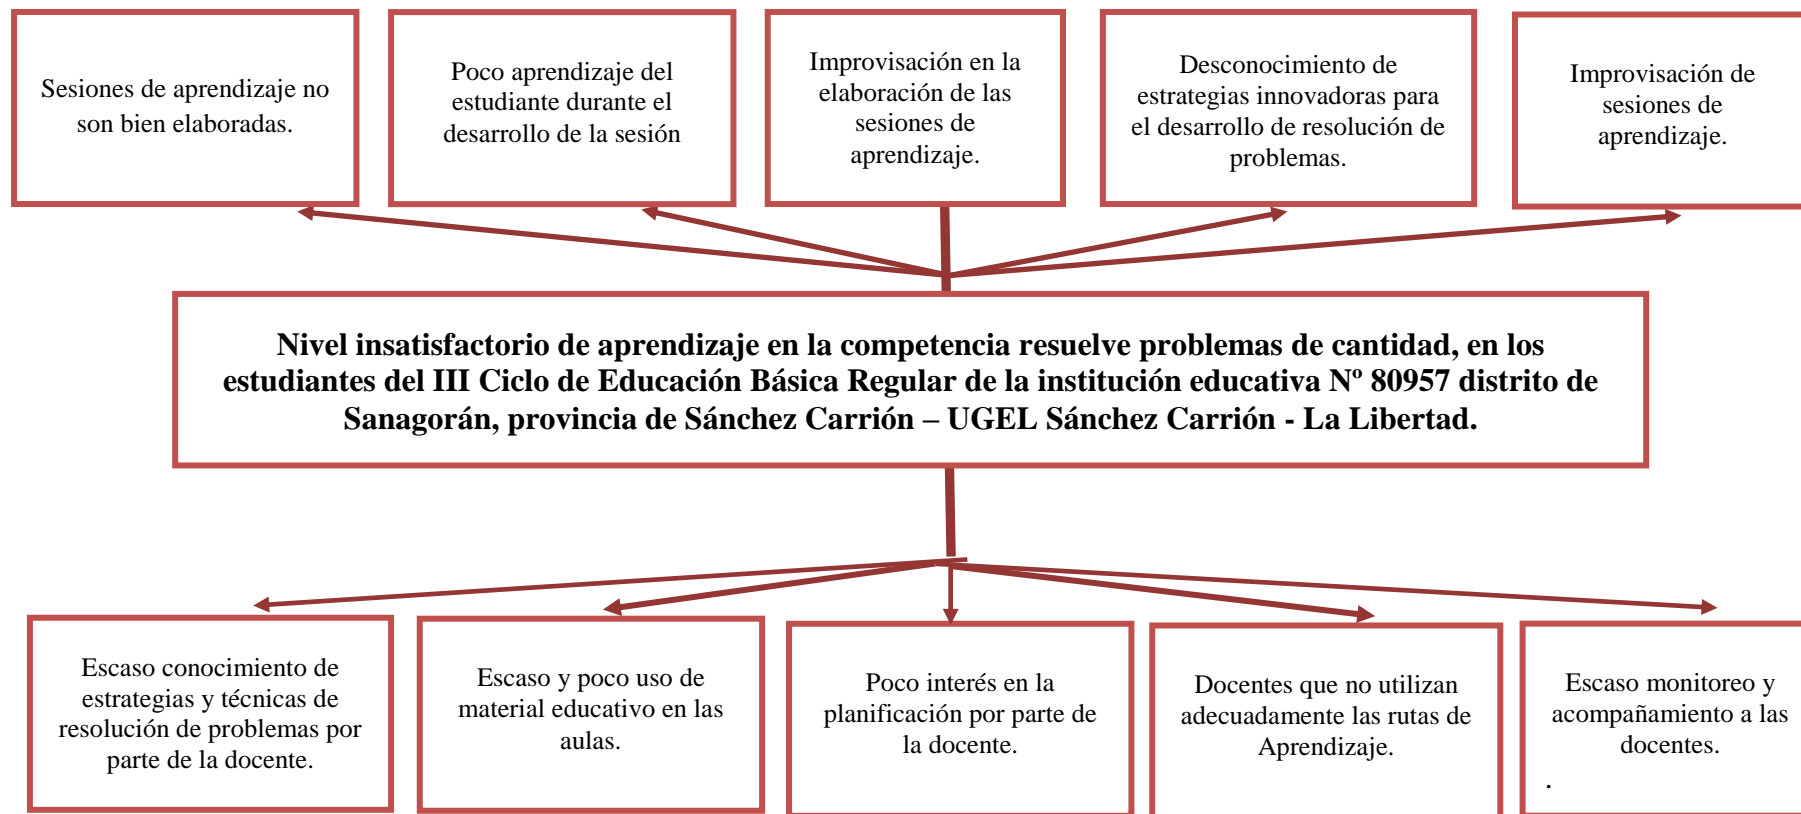 Sesiones de aprendizaje no
son bien elaboradas.
Poco aprendizaje del
estudiante durante el
desarrollo de la sesión
Improvisación en la
elaboración de las
sesiones de
aprendizaje.
Desconocimiento de
estrategias innovadoras para
el desarrollo de resolución de
problemas.
Improvisación de
sesiones de
aprendizaje.
Nivel insatisfactorio de aprendizaje en la competencia resuelve problemas de cantidad, en los
estudiantes del III Ciclo de Educación Básica Regular de la institución educativa Nº 80957 distrito de
Sanagorán, provincia de Sánchez Carrión – UGEL Sánchez Carrión - La Libertad.
Escaso conocimiento de
estrategias y técnicas de
resolución de problemas por
parte de la docente.
Escaso y poco uso de
material educativo en las
aulas.
Poco interés en la
planificación por parte de
la docente.
Docentes que no utilizan
adecuadamente las rutas de
Aprendizaje.
Escaso monitoreo y
acompañamiento a las
docentes.
.